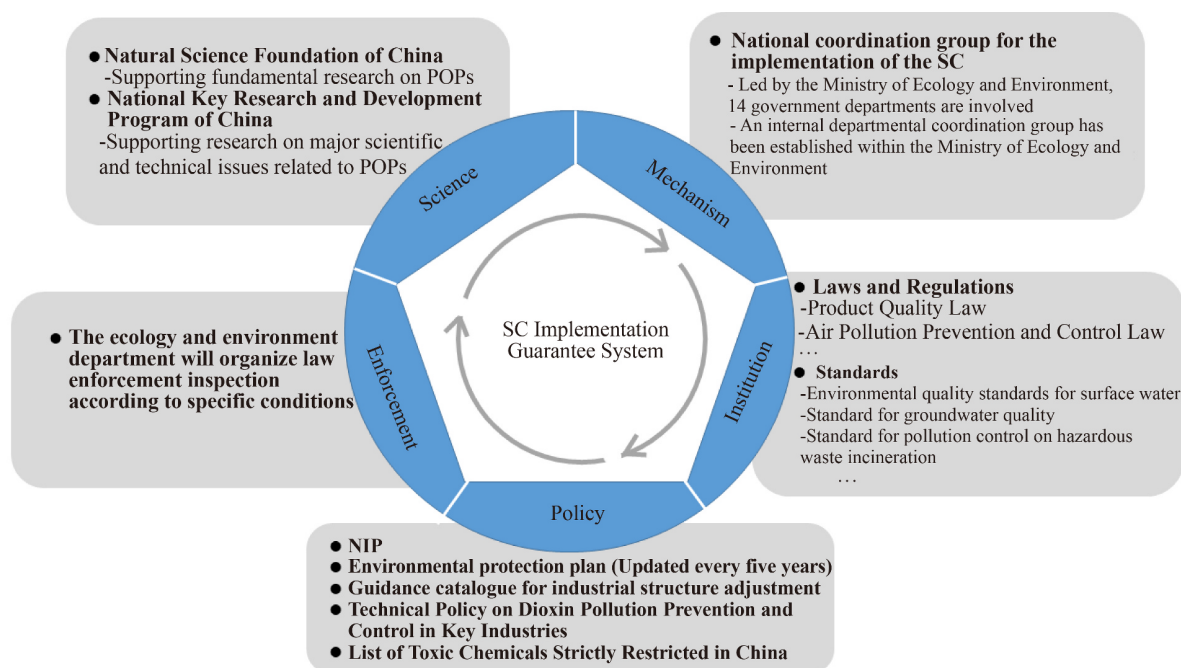 ● Natural Science Foundation of China
-Supporting fundamental research on POPs
● National Key Research and Development
Program of China
-Supporting research on major scientific
and technical issues related to POPs
● National coordination group for the
implementation of the SC
- Led by the Ministry of Ecology and Environment,
14 government departments are involved
- An internal departmental coordination group has
been established within the Ministry of Ecology and
Environment
Science
Mechanism
● The ecology and environment
department will organize law
enforcement inspection
according to specific conditions
Enforcement
SC Implementation
Guarantee System
Institution
● Laws and Regulations
-Product Quality Law
-Air Pollution Prevention and Control Law
…
● Standards
-Environmental quality standards for surface water
-Standard for groundwater quality
-Standard for pollution control on hazardous
waste incineration
…
Policy
● NIP
● Environmental protection plan (Updated every five years)
● Guidance catalogue for industrial structure adjustment
● Technical Policy on Dioxin Pollution Prevention and
Control in Key Industries
● List of Toxic Chemicals Strictly Restricted in China